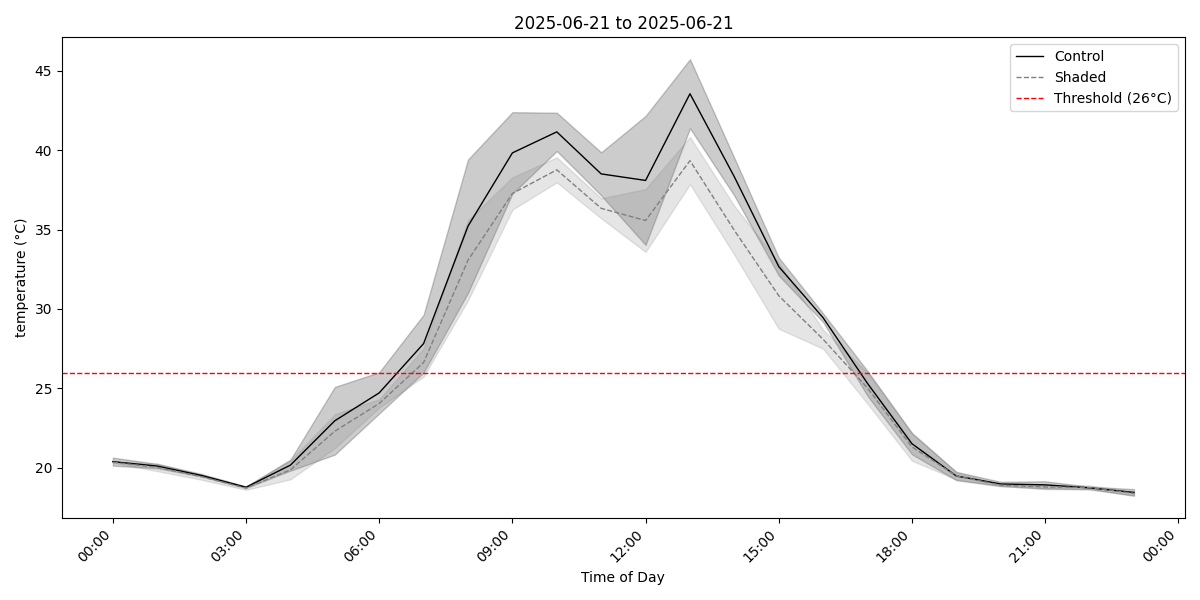 2025-06-21 to 2025-06-21
Control
Shaded
Threshold (26°C)
temperature (°C)
45
40
35
30
25
20
00:00
03:00
06:00
09:00
12:00
15:00
18:00
21:00
00:00
Time of Day